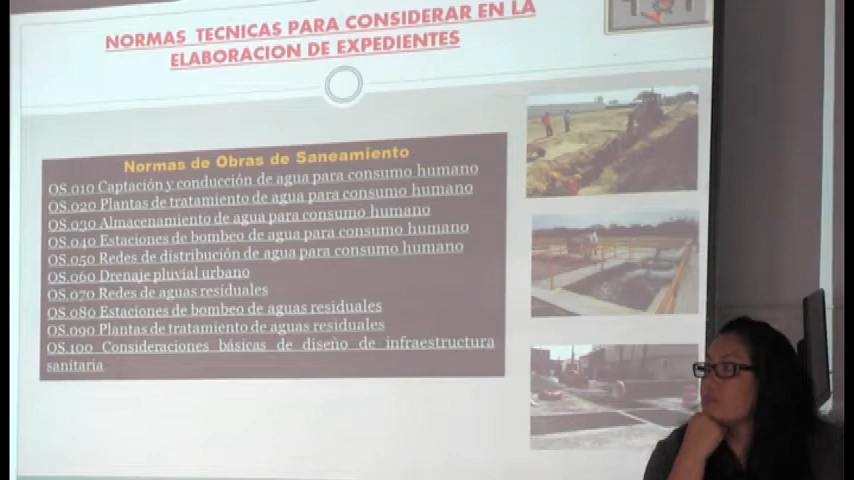 NORMAS TECNICAS PARA CONSIDERAR EN LA
ELABORACION DE EXPEDIENTES
Normas de Obras de Saneamiento
OS.010 Captación y conducción de agua para consumo humano
OS.020 Plantas de tratamiento de agua para consumo humano
OS.030 Almacenamiento de agua para consumo humano
OS.040 Estaciones de bombeo de agua para consumo humano
OS.050 Redes de distribución de agua para consumo humano
OS.060 Drenaje pluvial urbano
OS.070 Redes de aguas residuales
OS.080 Estaciones de bombeo de aguas residuales
OS.090 Plantas de tratamiento de aguas residuales
OS.100 Consideraciones básicas de diseño de infraestructura
sanitaria